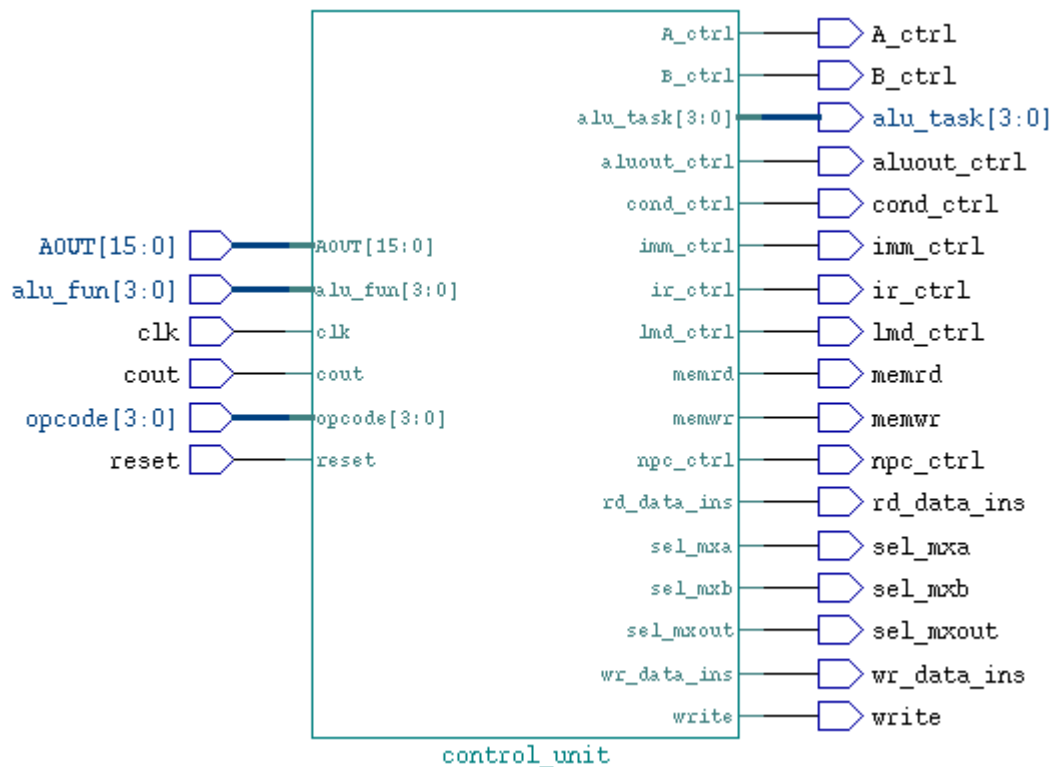 A_ctrl A_ctrl
B_ctrl B_ctrl
alu_task[3:0] alu_task[3:0]
aluout_ctrl aluout_ctrl
cond_ctrl cond_ctrl
AOUT[15:0] AOUT[15:0] imm_ctrl imm_ctrl
alu_fun[3:0] alu_fun[3:0] ir_ctrl ir_ctrl
clk clk lmd_ctrl lmd_ctrl
cout cout memrd memrd
opcode[3:0] opcode[3:0] memwr memwr
reset reset npc_ctrl npc_ctrl
rd_data_ins rd_data_ins
sel_mxa sel_mxa
sel_mxb sel_mxb
sel_mxout sel_mxout
wr_data_ins wr_data_ins
write write
control_unit